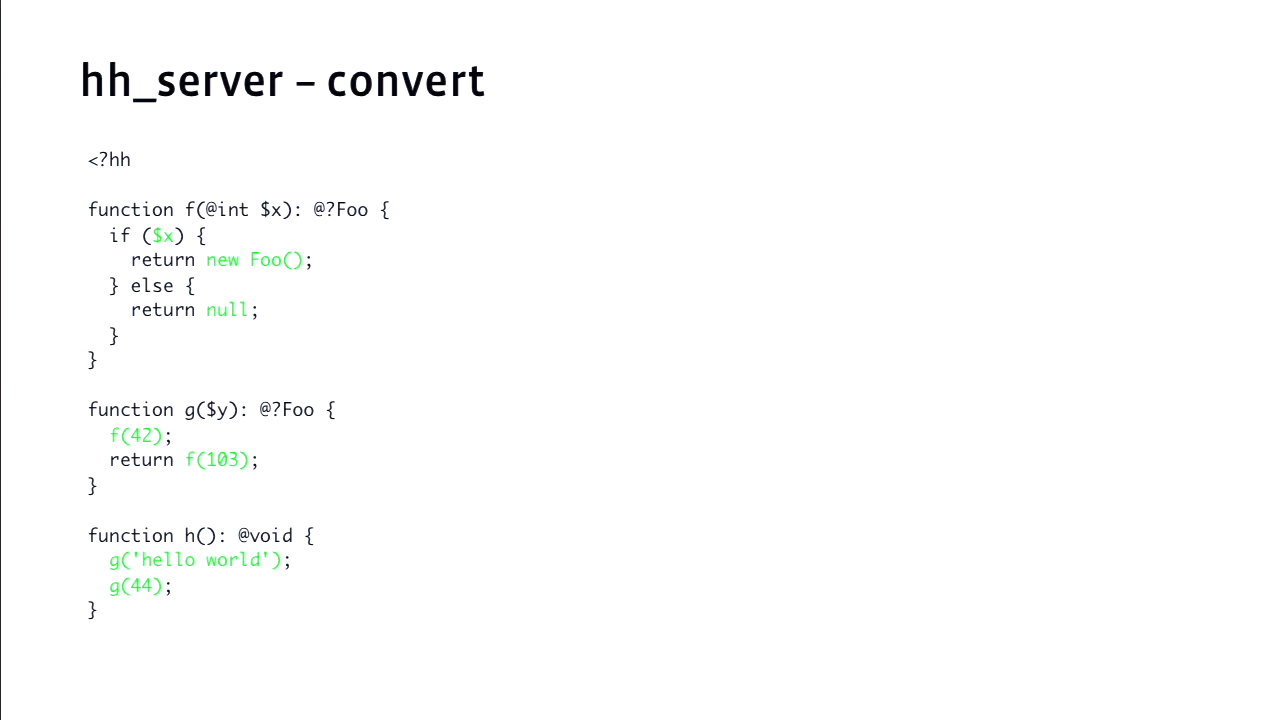 hh_server – convert
<?hh
function f(@int $x): @?Foo {
  if ($x) {
    return new Foo();
  } else {
    return null;
  }
}
function g($y): @?Foo {
  f(42);
  return f(103);
}
function h(): @void {
  g('hello world');
  g(44);
}